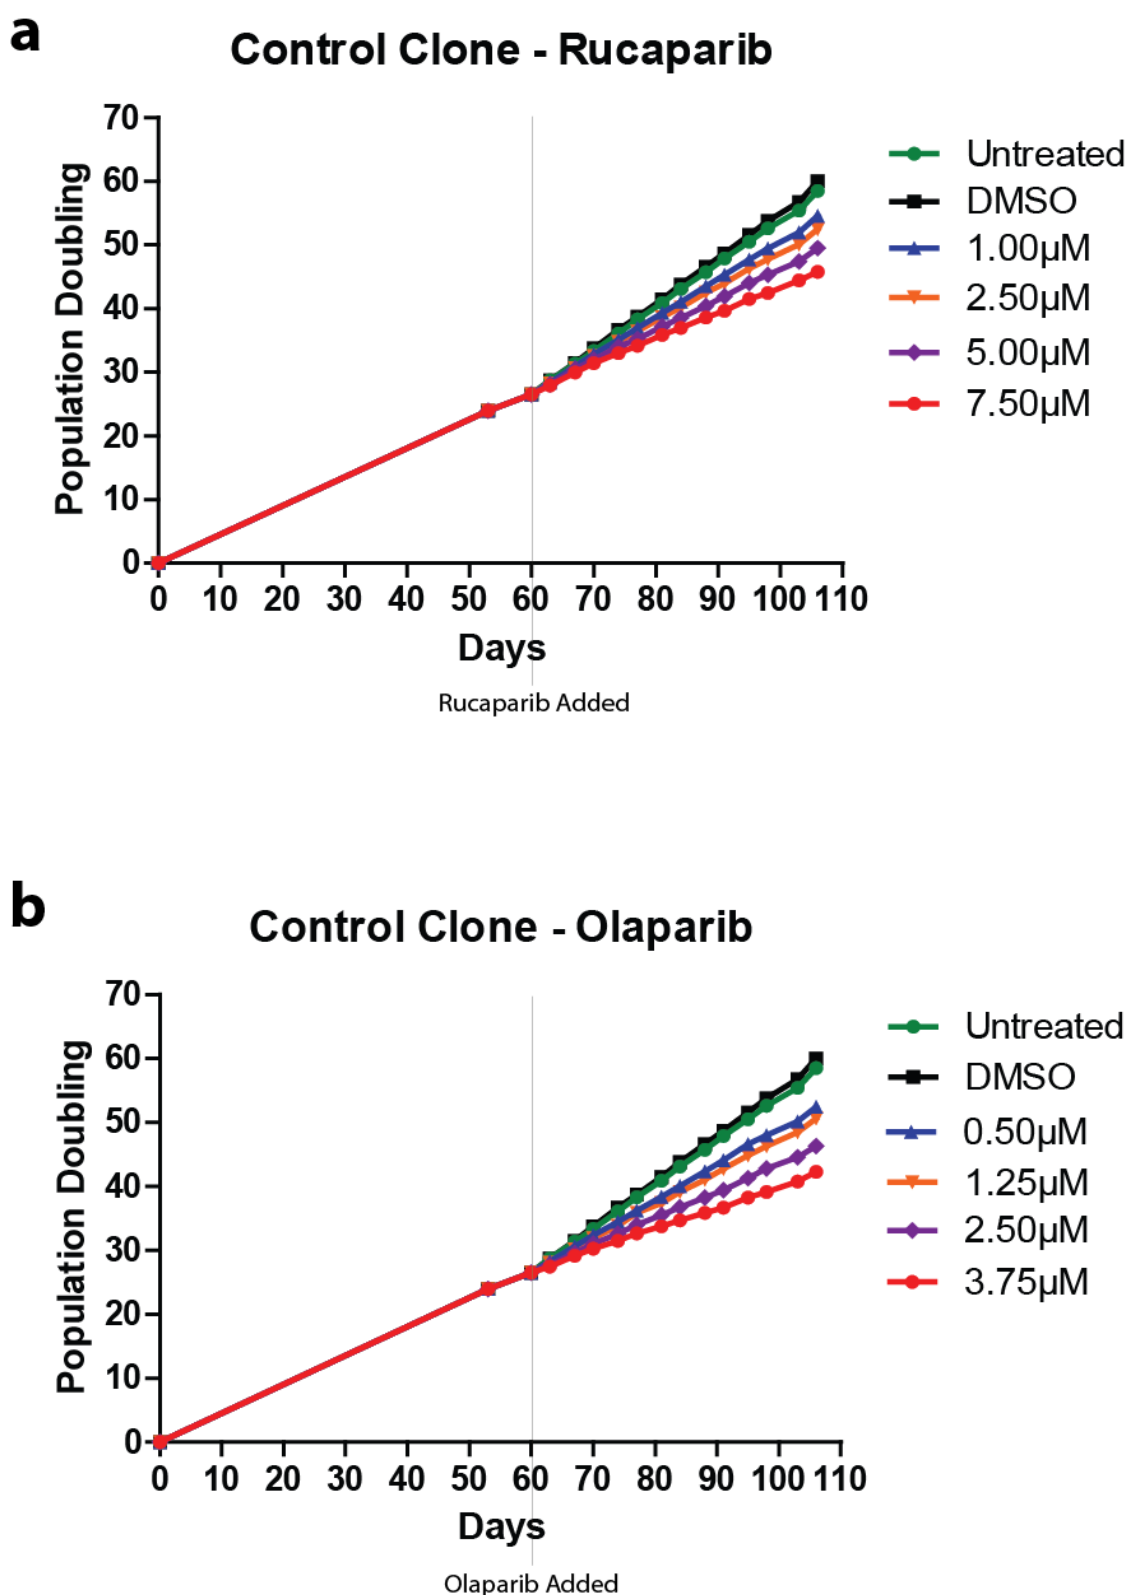 a
Control Clone - Rucaparib
Population Doubling
70
60
50
40
30
20
10
0
0 10 20 30 40 50 60 70 80 90 100 110
Days
Rucaparib Added
Untreated
DMSO
1.00µM
2.50µM
5.00µM
7.50µM
b
Control Clone - Olaparib
Population Doubling
70
60
50
40
30
20
10
0
0 10 20 30 40 50 60 70 80 90 100 110
Days
Olaparib Added
Untreated
DMSO
0.50µM
1.25µM
2.50µM
3.75µM